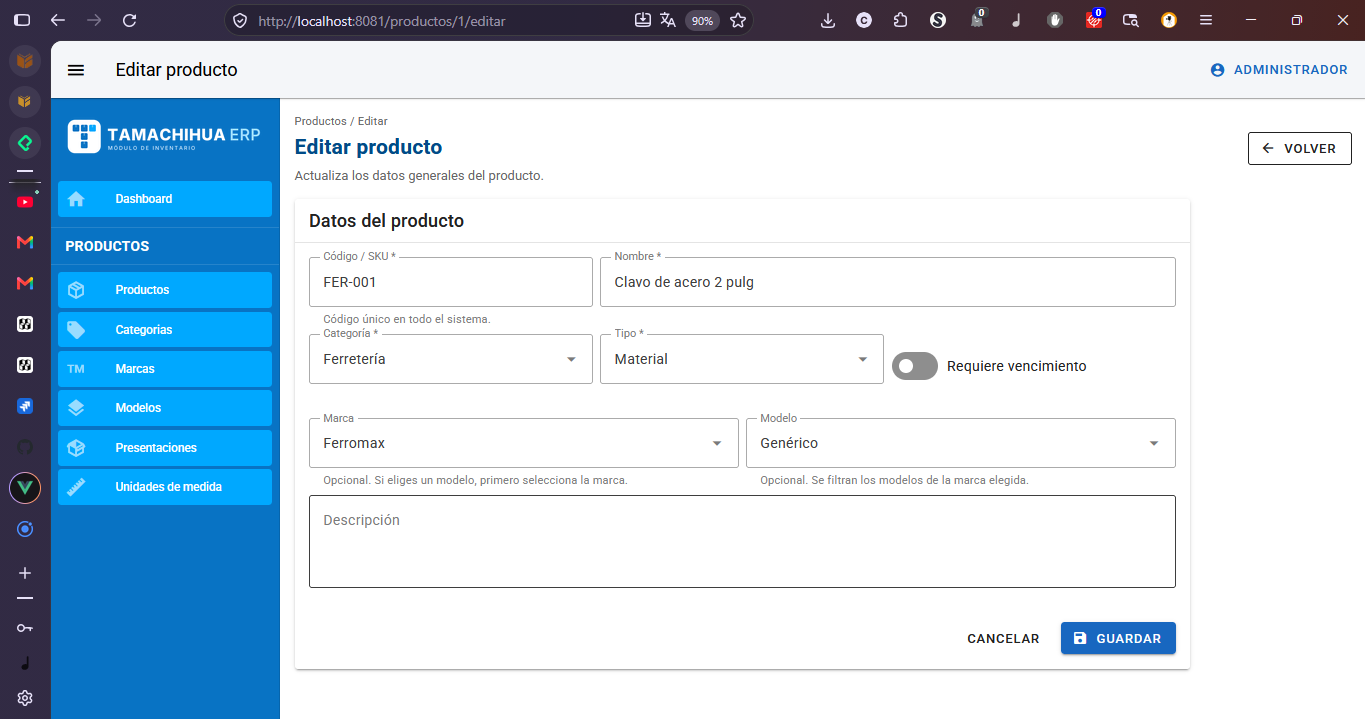 http://localhost:8081/productos/1/editar
90%
0
0
Editar producto
ADMINISTRADOR
TAMACHIHUA ERP
MÓDULO DE INVENTARIO
Dashboard
PRODUCTOS
Productos
Categorias
TM
Marcas
Modelos
Presentaciones
Unidades de medida
Productos / Editar
Editar producto
Actualiza los datos generales del producto.
VOLVER
Datos del producto
Código / SKU *
FER-001
Código único en todo el sistema.
Nombre *
Clavo de acero 2 pulg
Categoría *
Ferretería
Tipo *
Material
Requiere vencimiento
Marca
Ferromax
Opcional. Si eliges un modelo, primero selecciona la marca.
Modelo
Genérico
Opcional. Se filtran los modelos de la marca elegida.
Descripción
CANCELAR
GUARDAR